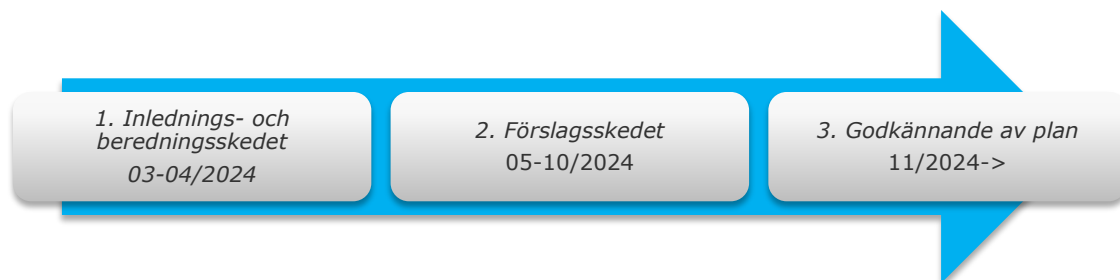 1. Inlednings- och
beredningsskedet
03-04/2024
2. Förslagsskedet
05-10/2024
3. Godkännande av plan
11/2024->